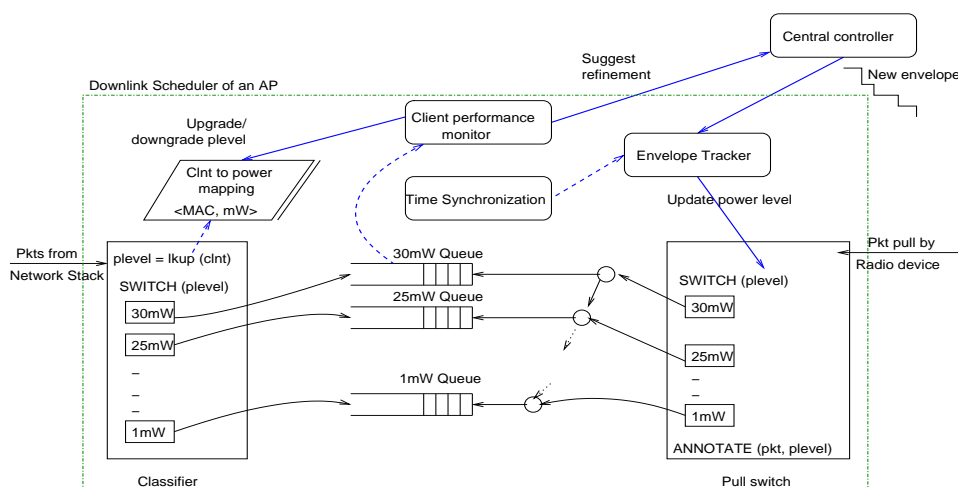 Central controller
Suggest
refinement
New envelope
Downlink Scheduler of an AP
Upgrade/
downgrade plevel
Client performance
monitor
Envelope Tracker
Clnt to power
mapping
<MAC, mW>
Time Synchronization
Update power level
Pkts from
Network Stack
plevel = lkup (clnt)
SWITCH (plevel)
30mW
25mW
–
–
–
1mW
30mW Queue
25mW Queue
1mW Queue
Pkt pull by
Radio device
SWITCH (plevel)
30mW
25mW
–
–
1mW
ANNOTATE (pkt, plevel)
Classifier
Pull switch